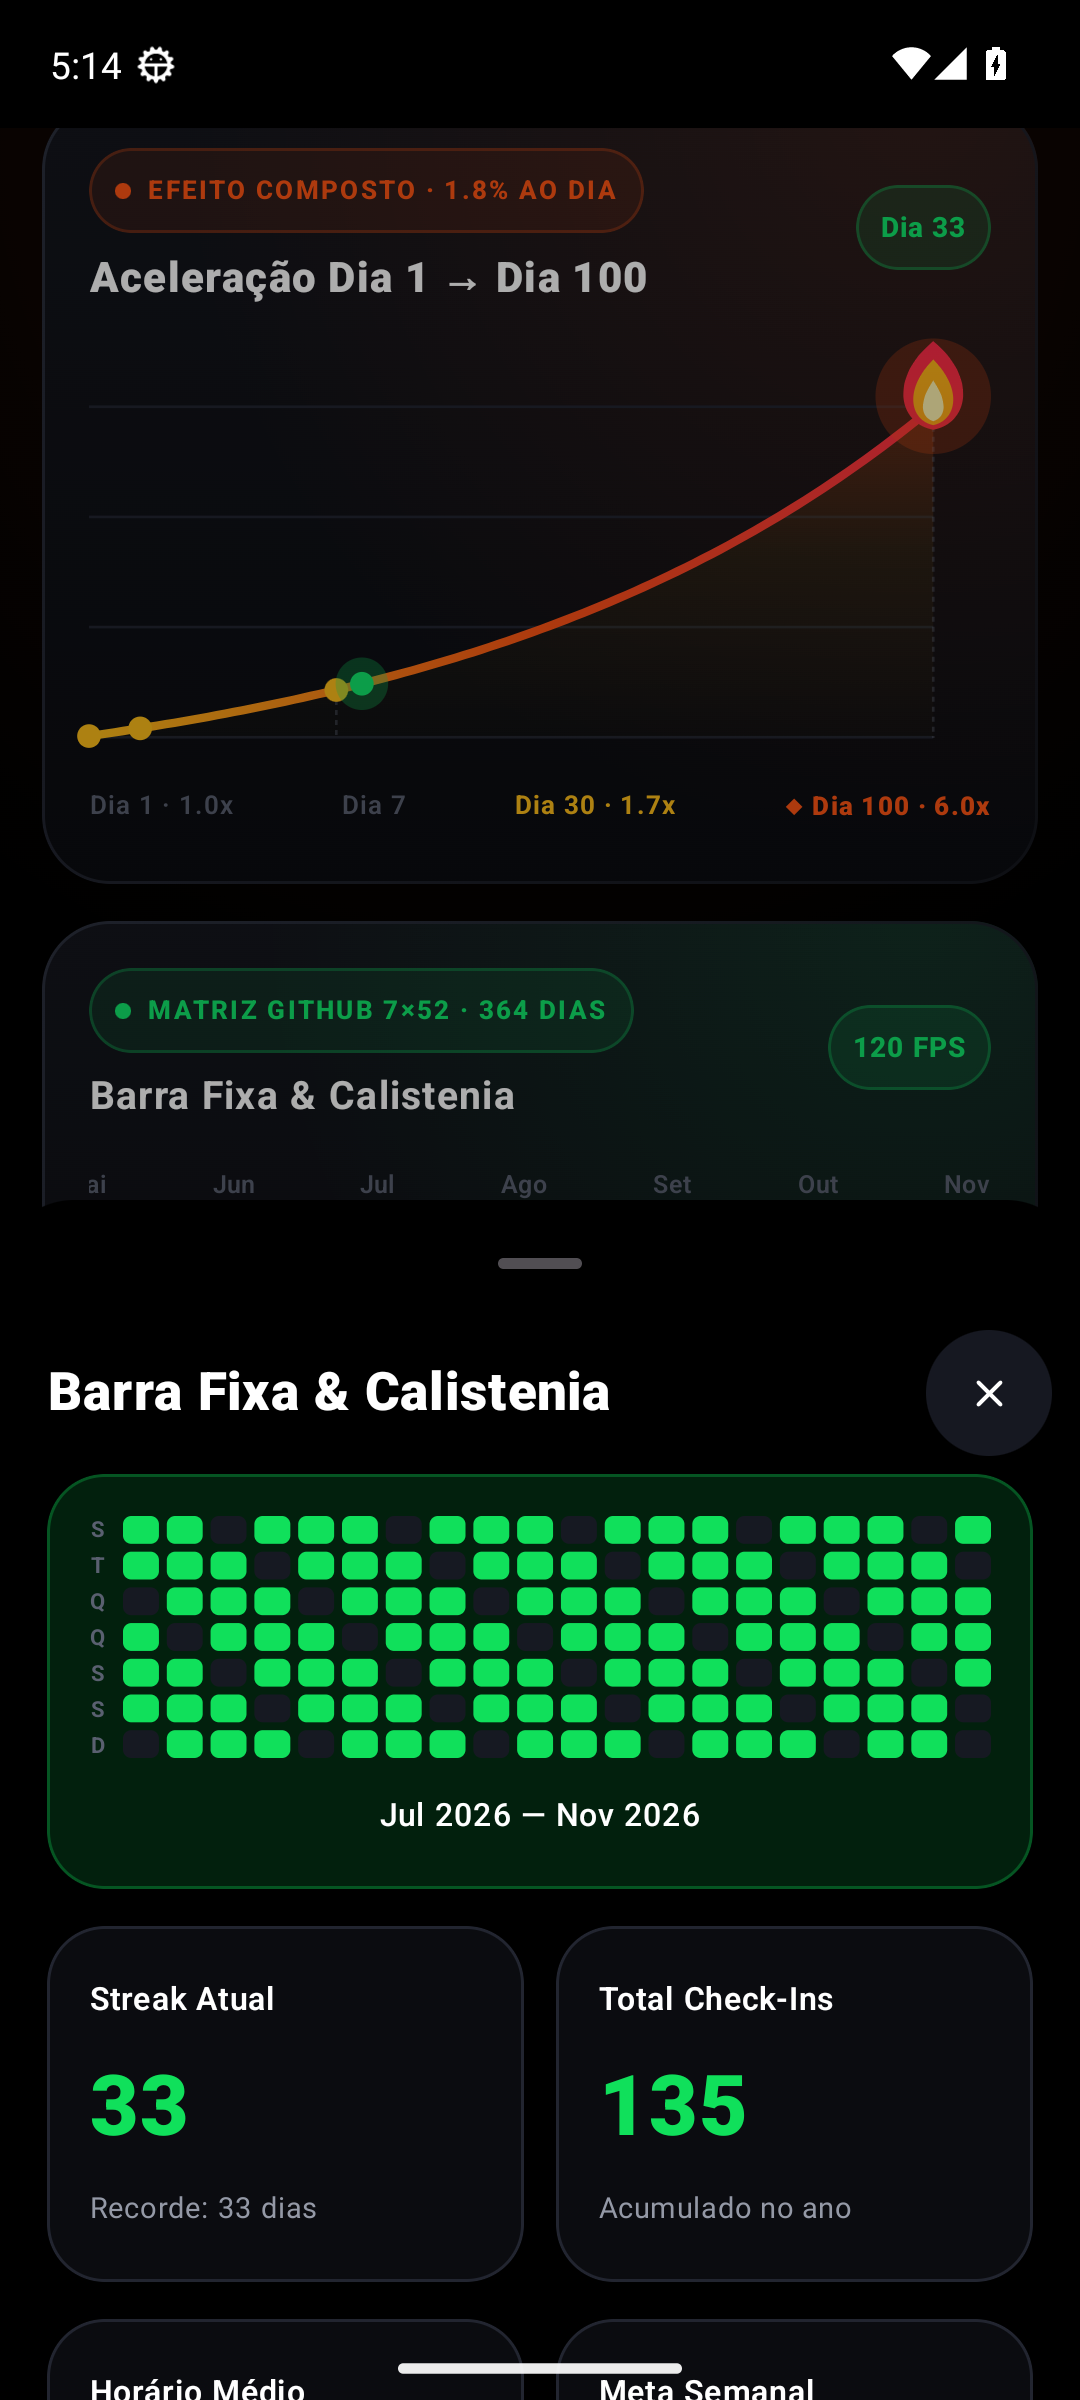 5:14
EFEITO COMPOSTO · 1.8% AO DIA
Dia 33
Aceleração Dia 1 → Dia 100
Dia 1 · 1.0x
Dia 7
Dia 30 · 1.7x
◆ Dia 100 · 6.0x
MATRIZ GITHUB 7×52 · 364 DIAS
120 FPS
Barra Fixa & Calistenia
ai Jun Jul Ago Set Out Nov
Barra Fixa & Calistenia
S
T
Q
Q
S
S
D
Jul 2026 — Nov 2026
Streak Atual
33
Recorde: 33 dias
Total Check-Ins
135
Acumulado no ano
Horário Médio
Meta Semanal